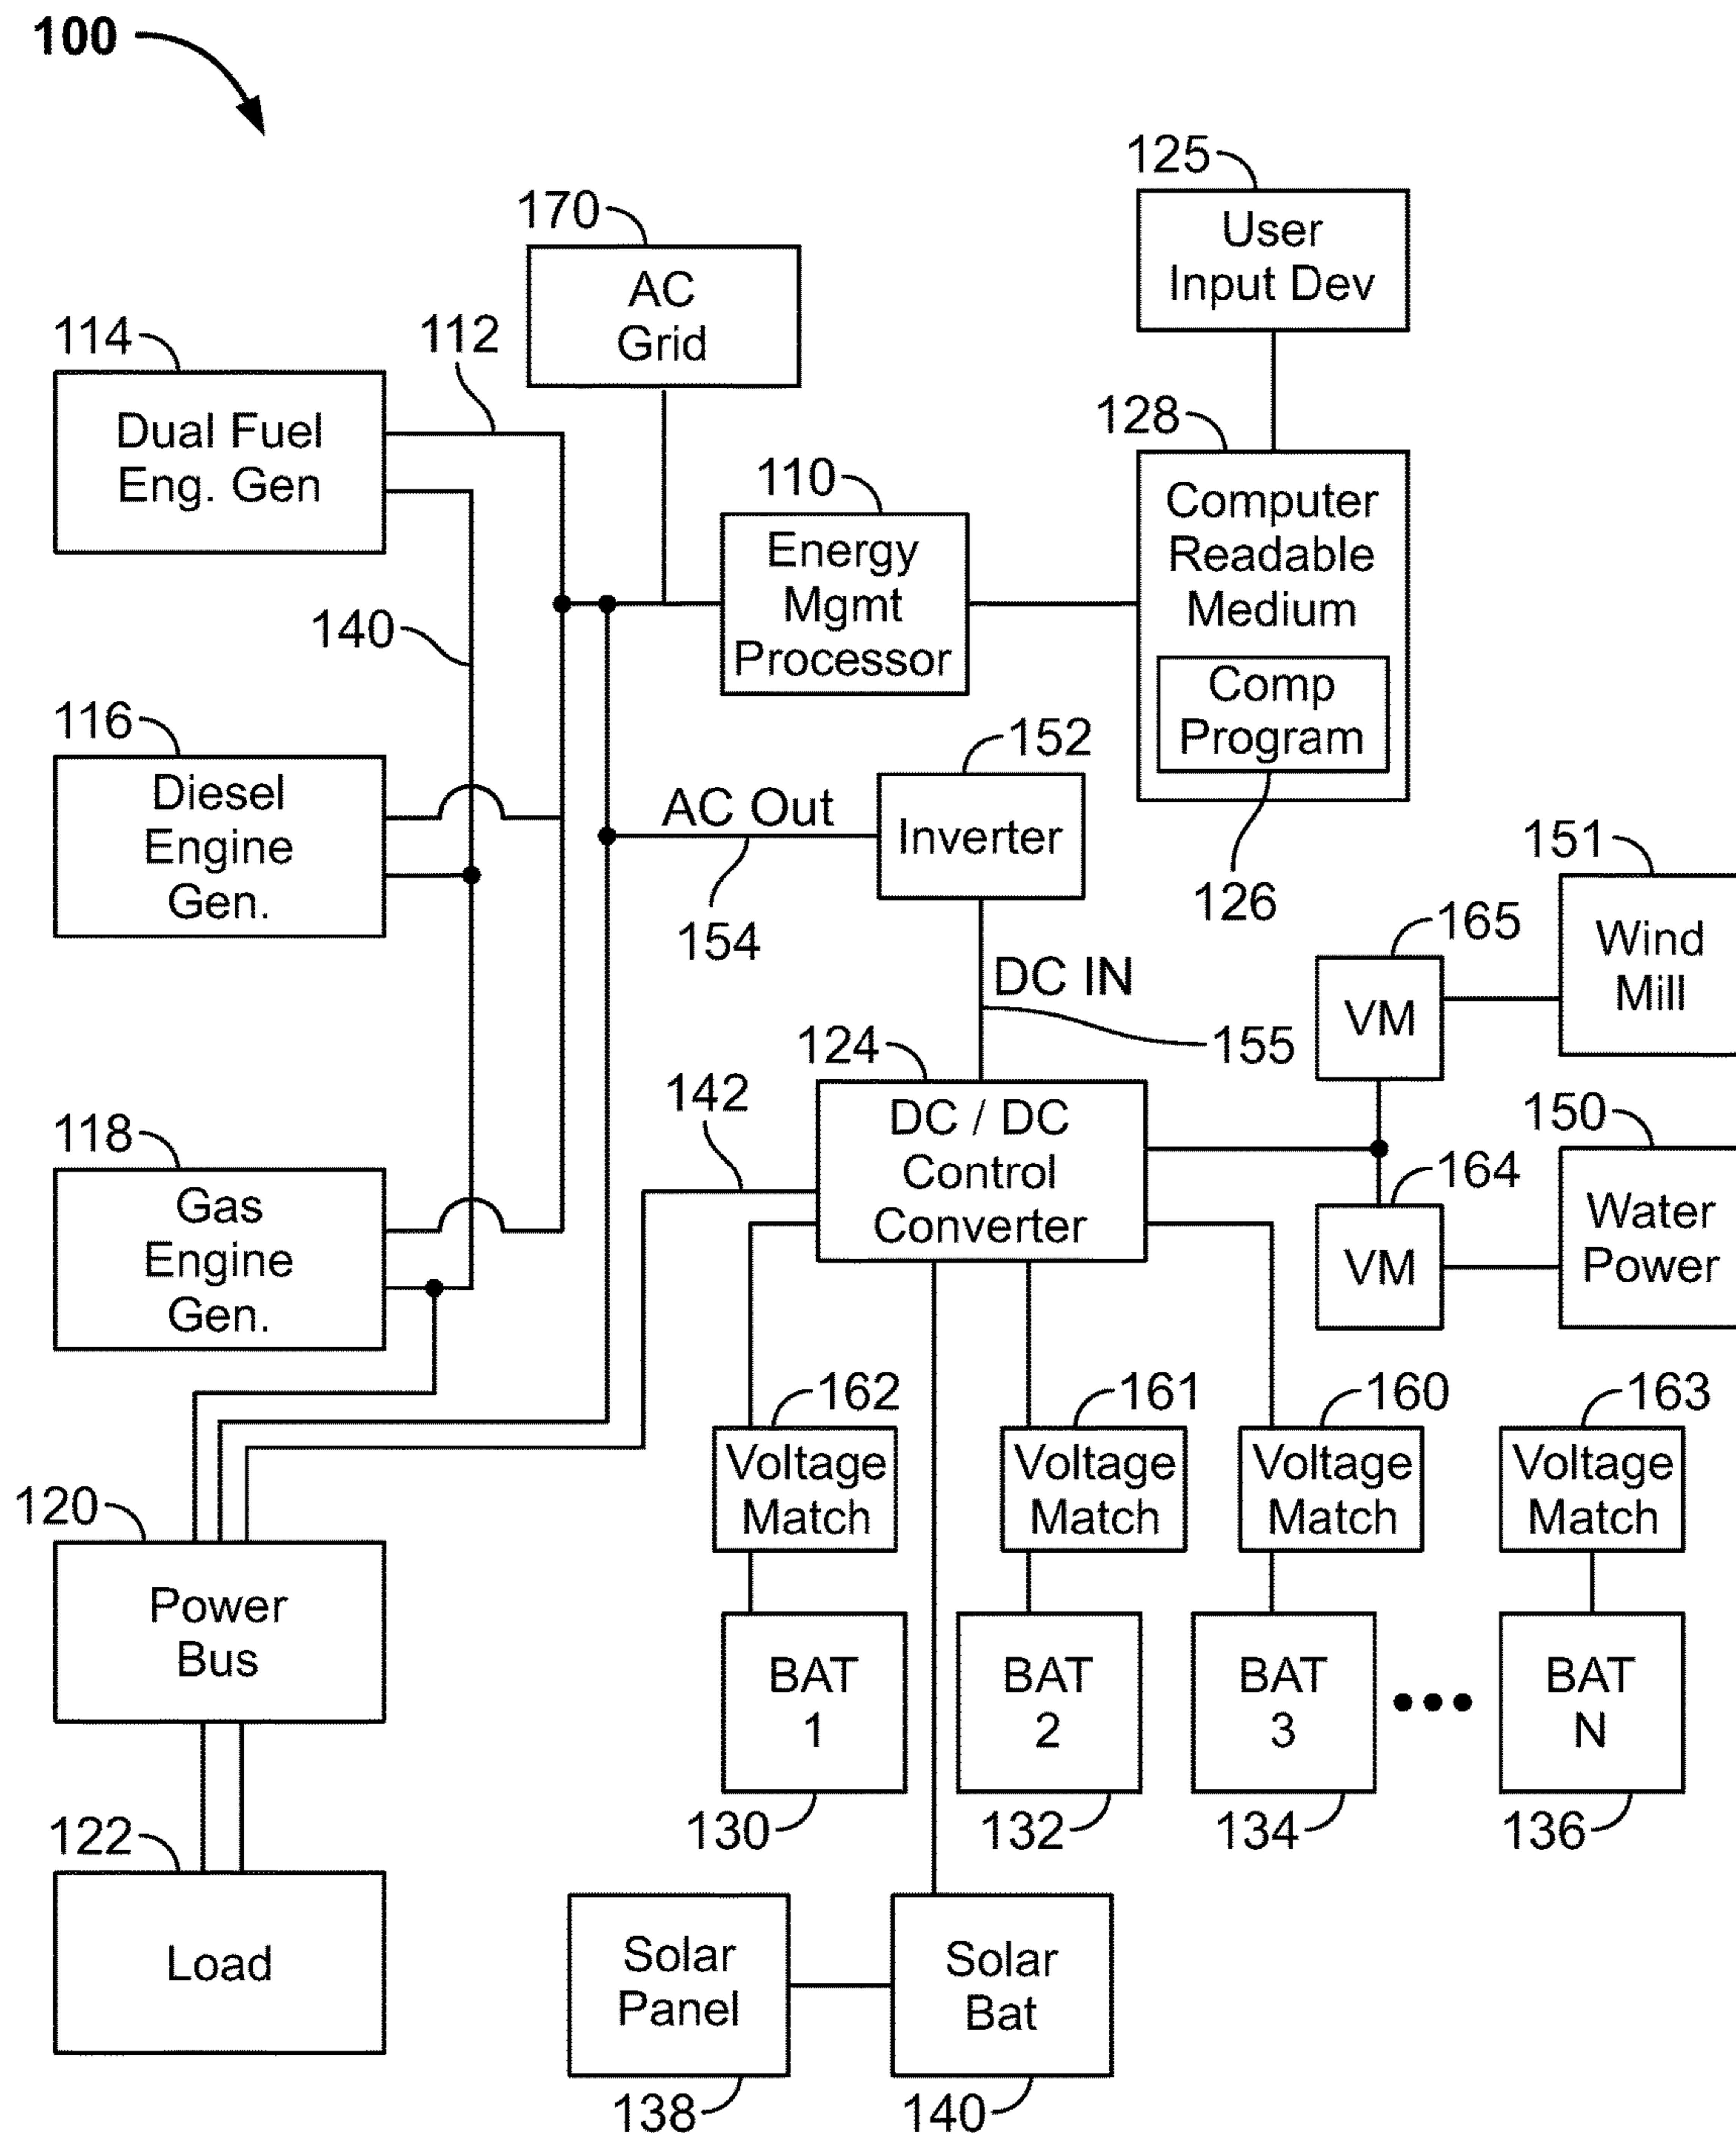 100
125
User
Input Dev
170
AC
Grid
114
112
Dual Fuel
Eng. Gen
128
Computer
Readable
Medium
110
Energy
Mgmt
Processor
140
Comp
Program
116
Diesel
Engine
Gen.
152
AC Out
Inverter
126
154
151
Wind
Mill
165
VM
DC IN
155
124
142
DC / DC
Control
Converter
150
Water
Power
164
VM
118
Gas
Engine
Gen.
162
161
160
163
Voltage
Match
Voltage
Match
Voltage
Match
Voltage
Match
120
Power
Bus
BAT
1
BAT
2
BAT
3
BAT
N
130
132
134
136
122
Load
Solar
Panel
Solar
Bat
138
140